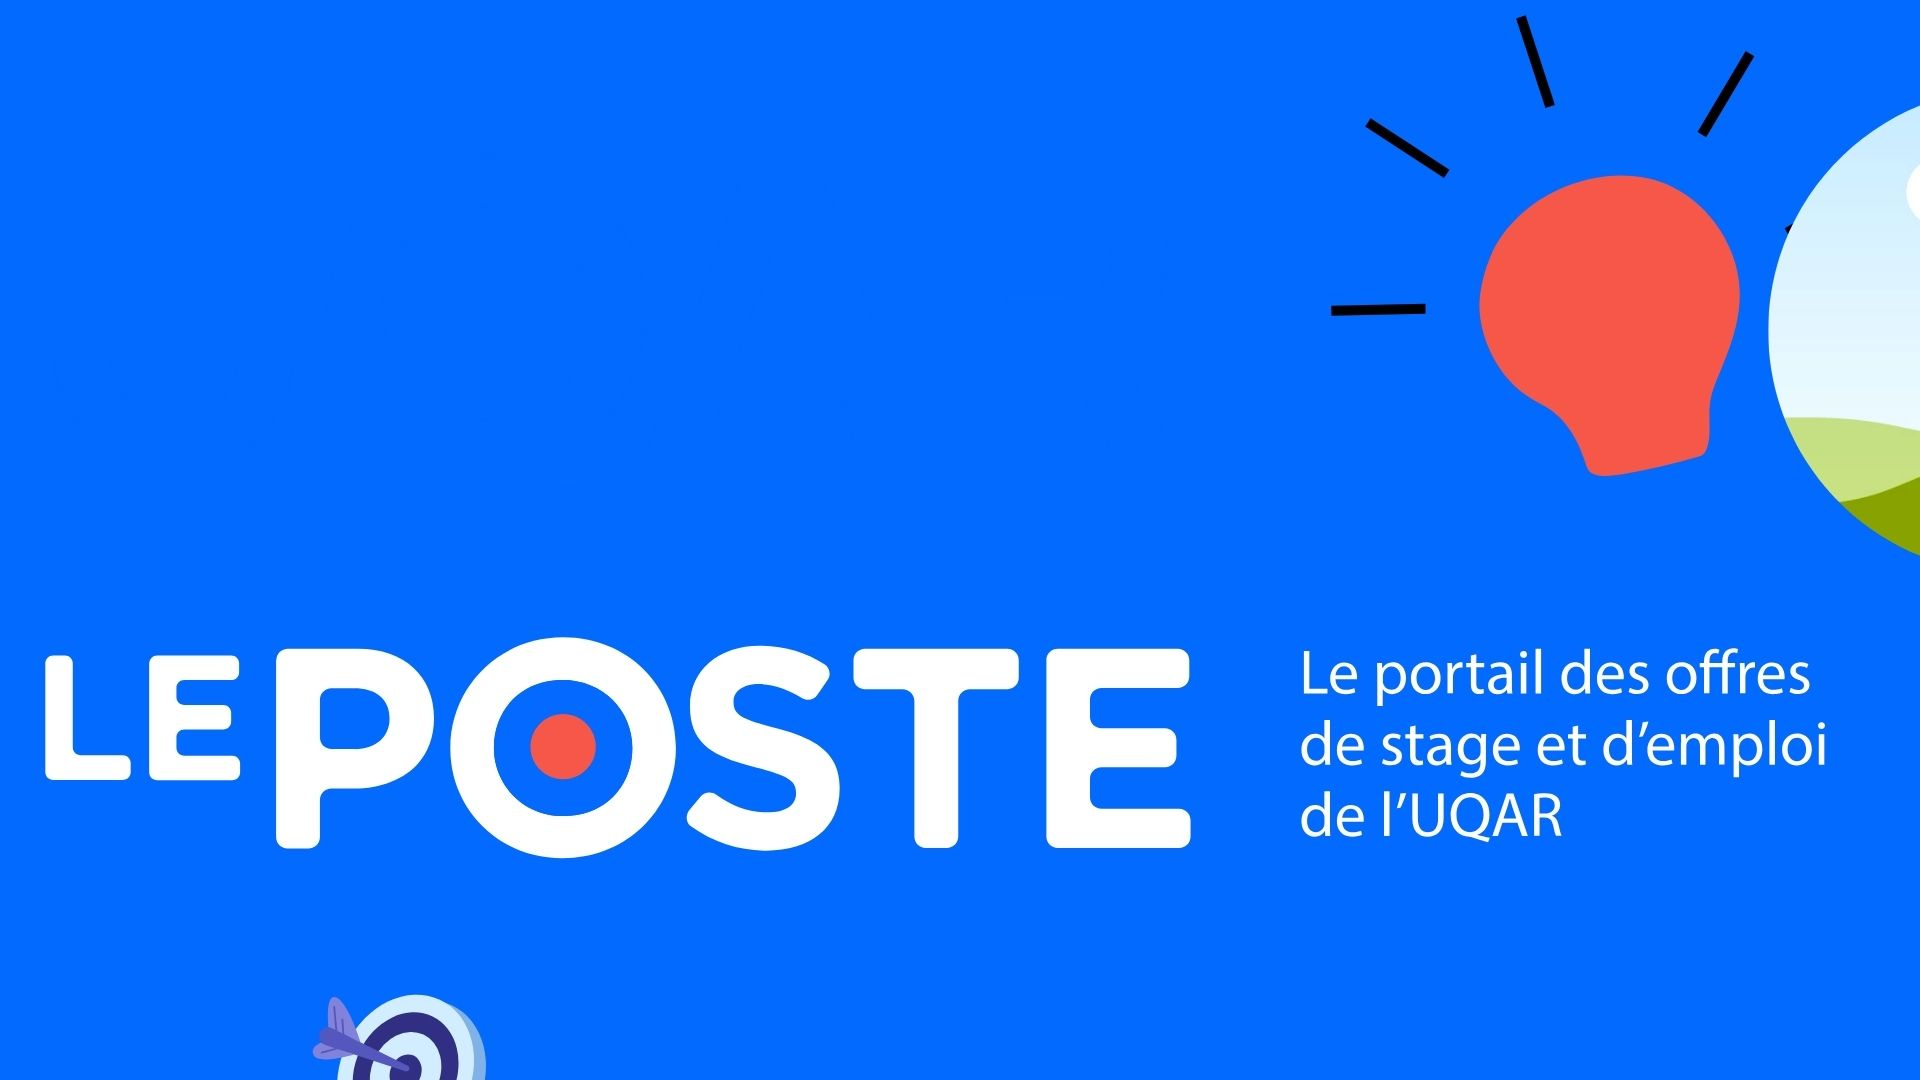 LE POSTE
Le portail des offres
de stage et d’emploi
de l’UQAR